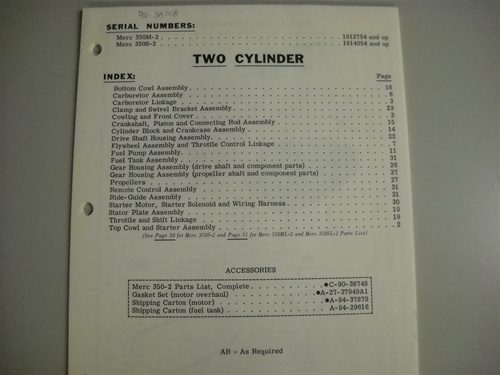 90-38748
SERIAL NUMBERS:
Merc 350M-2 . . . . . . . . . . 1812754 and up
Merc 350S-2 . . . . . . . . . . 1814094 and up
TWO CYLINDER
INDEX: Page
Bottom Cowl Assembly . . . . . . . . . . 18
Carburetor Assembly . . . . . . . . . . 6
Carburetor Linkage . . . . . . . . . . 3
Clamp and Swivel Bracket Assembly . . . . . . . . . . 23
Cowling and Front Cover . . . . . . . . . . 3
Crankshaft, Piston and Connecting Rod Assembly . . . . . . . . . . 15
Cylinder Block and Crankcase Assembly . . . . . . . . . . 14
Drive Shaft Housing Assembly . . . . . . . . . . 22
Flywheel Assembly and Throttle Control Linkage . . . . . . . . . . 7
Fuel Pump Assembly . . . . . . . . . . 11
Fuel Tank Assembly . . . . . . . . . . 31
Gear Housing Assembly (drive shaft and component parts) . . . . . . . . . . 26
Gear Housing Assembly (propeller shaft and component parts) . . . . . . . . . . 27
Propellers . . . . . . . . . . 27
Remote Control Assembly . . . . . . . . . . 31
Ride-Guide Assembly . . . . . . . . . . 31
Starter Motor, Starter Solenoid and Wiring Harness . . . . . . . . . . 30
Stator Plate Assembly . . . . . . . . . . 10
Throttle and Shift Linkage . . . . . . . . . . 19
Top Cowl and Starter Assembly . . . . . . . . . . 2
(See Page 30 for Merc 350S-2 and Page 31 for Merc 350ML-2 and Merc 350SL-2 Parts List)
ACCESSORIES
Merc 350-2 Parts List, Complete . . . . . . . . . . ●C-90-38748
Gasket Set (motor overhaul) . . . . . . . . . . ●A-27-37949A1
Shipping Carton (motor) . . . . . . . . . . ●A-94-37879
Shipping Carton (fuel tank) . . . . . . . . . . A-94-29616
AR = As Required